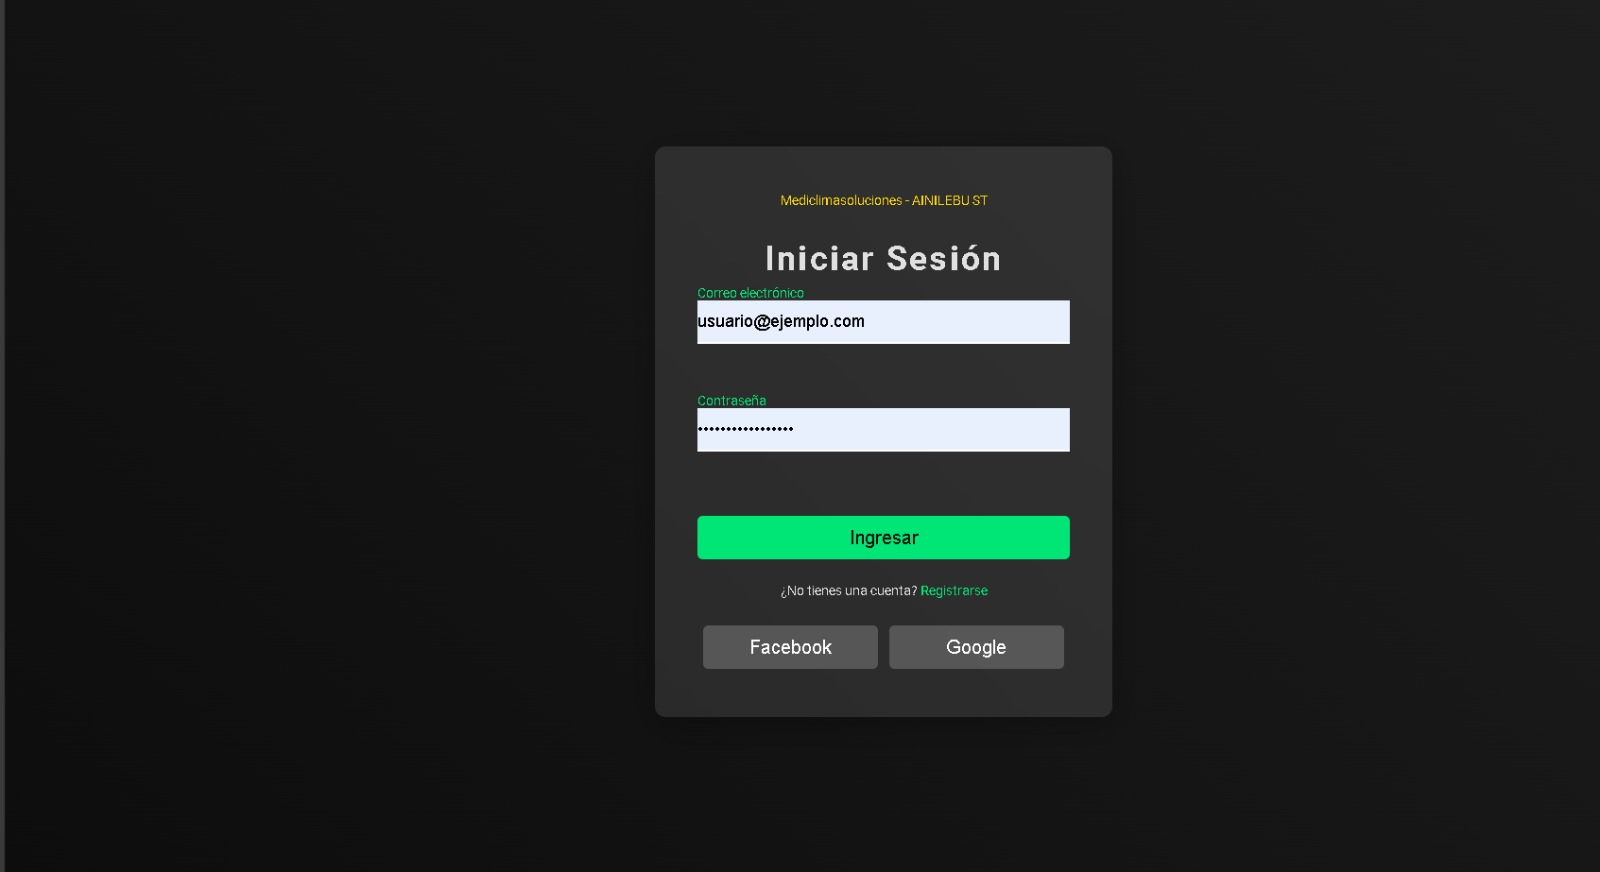 Mediclimasoluciones - AINILEBU ST
Iniciar Sesión
Correo electrónico
usuario@ejemplo.com
Contraseña
•••••••••••••••••
Ingresar
¿No tienes una cuenta? Registrarse
Facebook Google